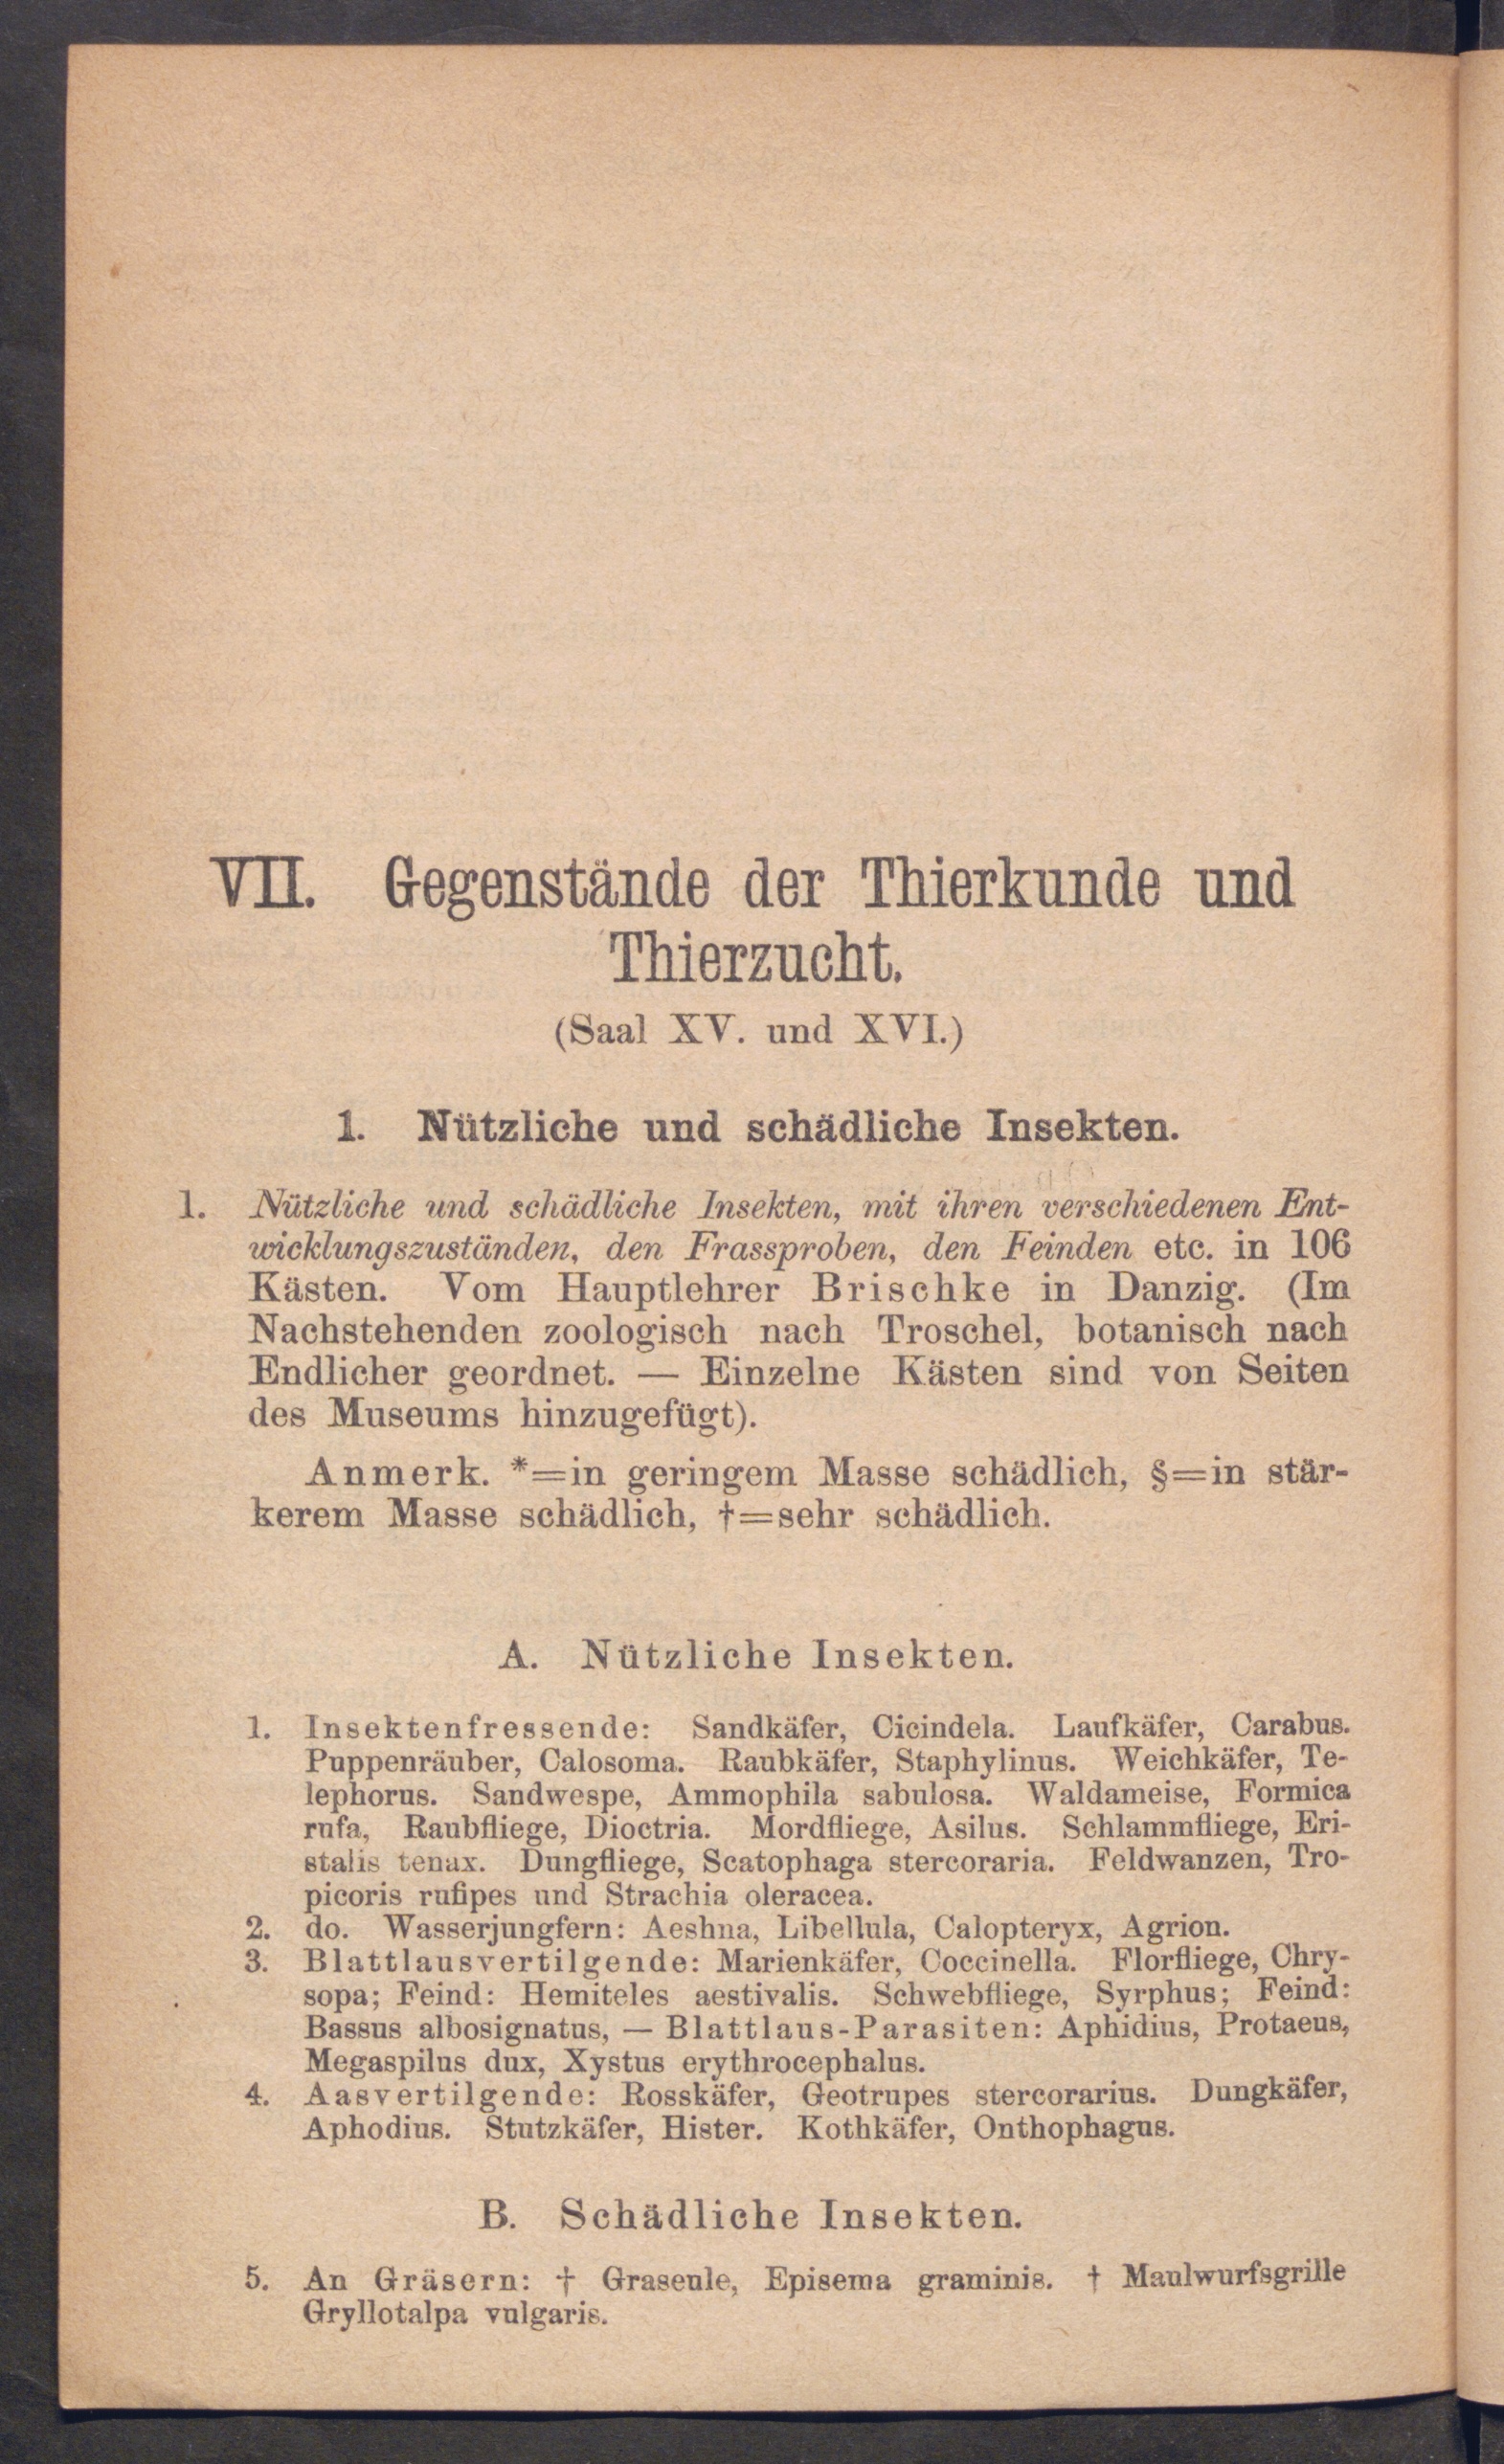 VII. Gegenstände der Thierkunde und
Thierzucht.
(Saal XV. und XVI.)
1. Nützliche und schädliche Insekten.
1. Nützliche und schädliche Insekten, mit ihren verschiedenen Ent-
wicklungszuständen, den Frassproben, den Feinden etc. in 106
Kästen. Vom Hauptlehrer Brischke in Danzig. (Im
Nachstehenden zoologisch nach Troschel, botanisch nach
Endlicher geordnet. — Einzelne Kästen sind von Seiten
des Museums hinzugefügt).
Anmerk. *=in geringem Masse schädlich, §=in stär-
kerem Masse schädlich, †=sehr schädlich.
A. Nützliche Insekten.
1. Insektenfressende: Sandkäfer, Cicindela. Laufkäfer, Carabus.
Puppenräuber, Calosoma. Raubkäfer, Staphylinus. Weichkäfer, Te-
lephorus. Sandwespe, Ammophila sabulosa. Waldameise, Formica
rufa, Raubfliege, Dioctria. Mordfliege, Asilus. Schlammfliege, Eri-
stalis tenax. Dungfliege, Scatophaga stercoraria. Feldwanzen, Tro-
picoris rufipes und Strachia oleracea.
2. do. Wasserjungfern: Aeshna, Libellula, Calopteryx, Agrion.
3. Blattlausvertilgende: Marienkäfer, Coccinella. Florfliege, Chry-
sopa; Feind: Hemiteles aestivalis. Schwebfliege, Syrphus; Feind:
Bassus albosignatus, — Blattlaus-Parasiten: Aphidius, Protaeus,
Megaspilus dux, Xystus erythrocephalus.
4. Aasvertilgende: Rosskäfer, Geotrupes stercorarius. Dungkäfer,
Aphodius. Stutzkäfer, Hister. Kothkäfer, Onthophagus.
B. Schädliche Insekten.
5. An Gräsern: † Graseule, Episema graminis. † Maulwurfsgrille
Gryllotalpa vulgaris.